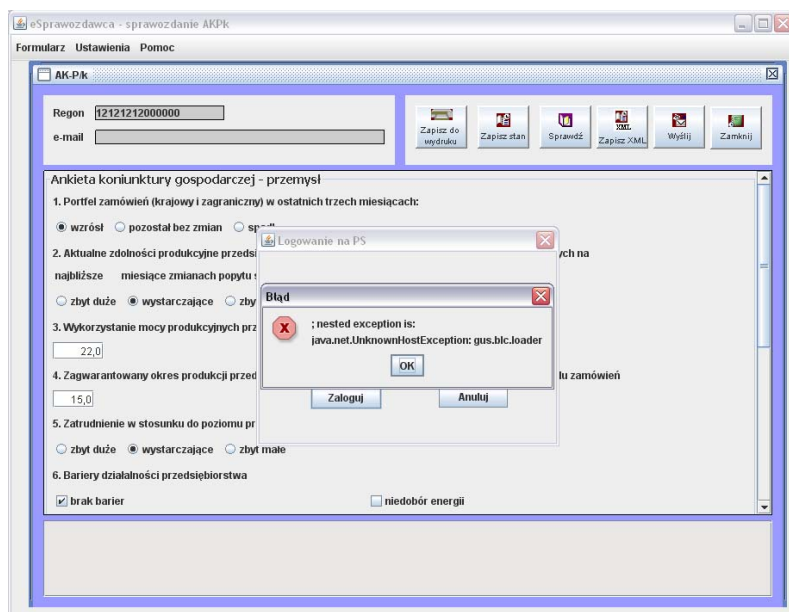 eSprawozdawca - sprawozdanie AKPk
Formularz Ustawienia Pomoc
AK-P/k
Regon 12121212000000
e-mail
Zapisz do wydruku
Zapisz stan
Sprawdź
XML
Zapisz XML
Wyślij
Zamknij
Ankieta koniunktury gospodarczej - przemysł
1. Portfel zamówień (krajowy i zagraniczny) w ostatnich trzech miesiącach:
wzrósł pozostał bez zmian
Logowanie na PS
2. Aktualne zdolności produkcyjne na
najbliższe miesiące zmianach popytu
zbyt duże wystarczające zby
Błąd
; nested exception is:
java.net.UnknownHostException: gus.blc.loader
OK
3. Wykorzystanie mocy produkcyjnych prz
22,0
4. Zagwarantowany okres produkcji przed lu zamówień
15,0
Zaloguj Anuluj
5. Zatrudnienie w stosunku do poziomu pr
zbyt duże wystarczające zbyt małe
6. Bariery działalności przedsiębiorstwa
brak barier niedobór energii